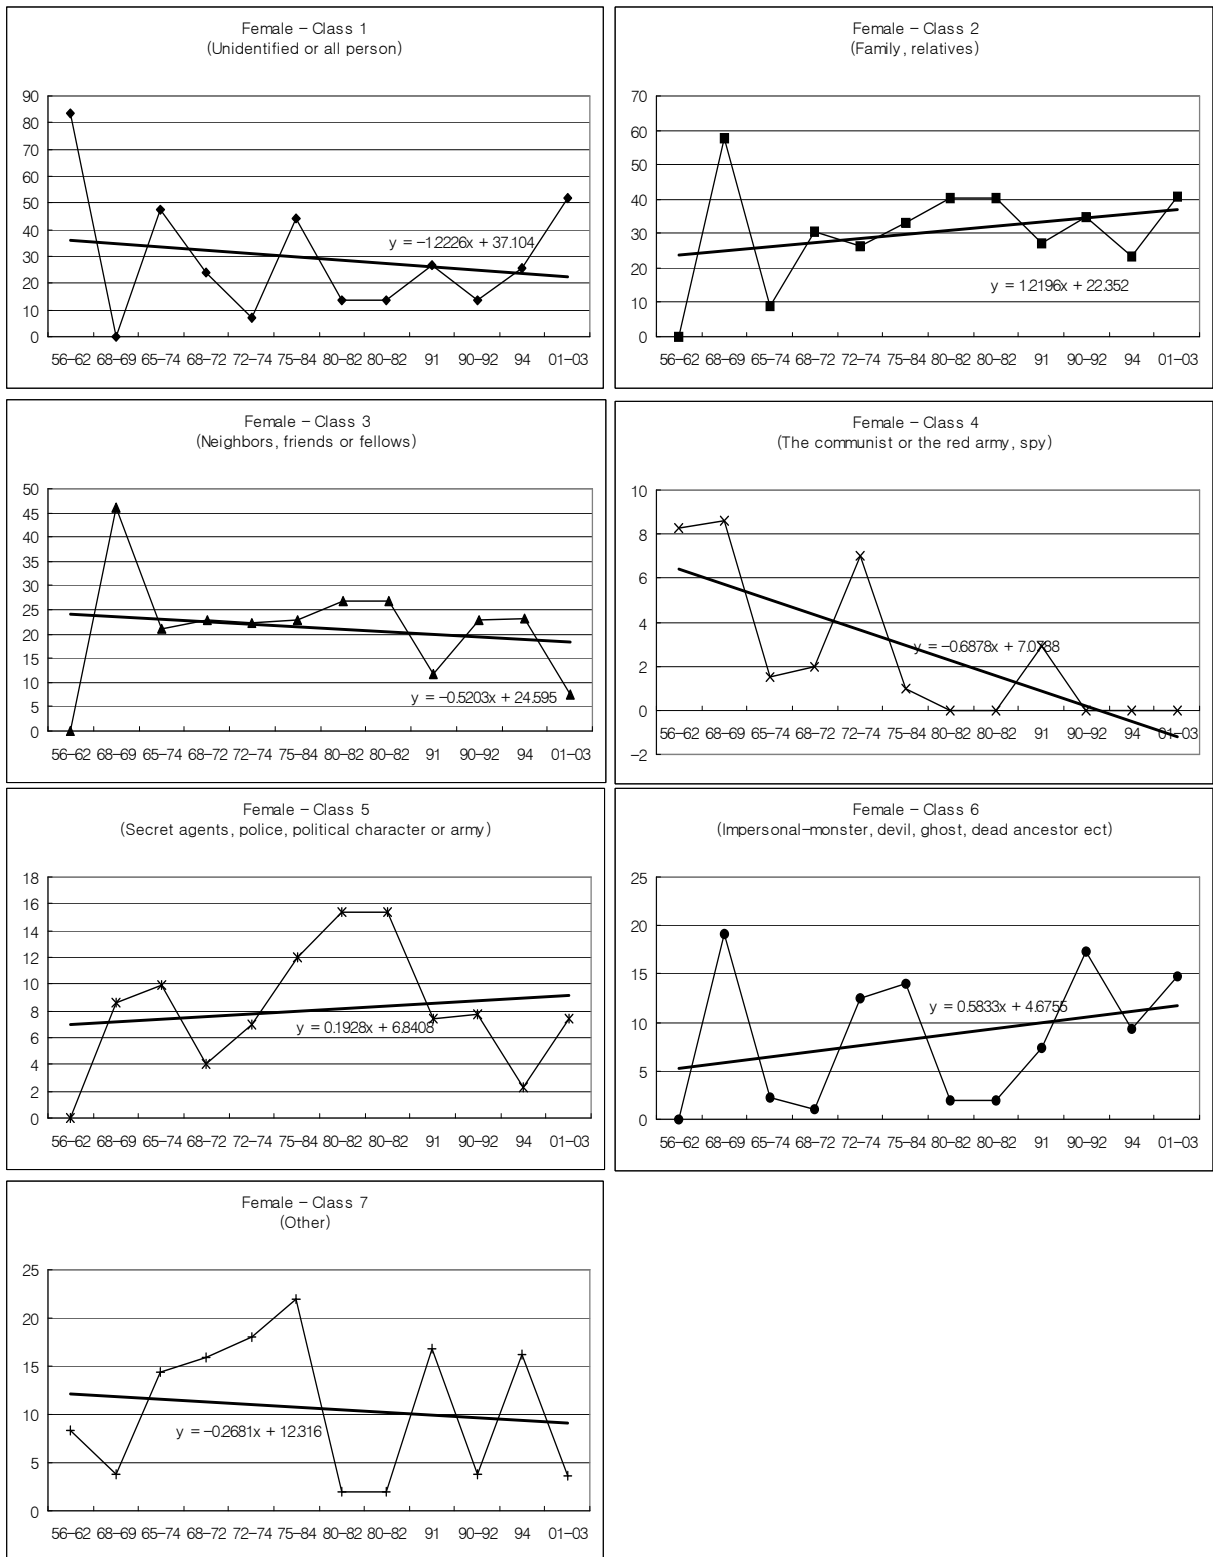 Female - Class 1
(Unidentified or all person)
90
80
70
60
50
40
30
20
10
0
y = -1.2226x + 37.104
56-62 68-69 65-74 68-72 72-74 75-84 80-82 80-82 91 90-92 94 01-03
Female - Class 2
(Family, relatives)
70
60
50
40
30
20
10
0
y = 1.2196x + 22.352
56-62 68-69 65-74 68-72 72-74 75-84 80-82 80-82 91 90-92 94 01-03
Female - Class 3
(Neighbors, friends or fellows)
50
45
40
35
30
25
20
15
10
5
0
y = -0.5203x + 24.595
56-62 68-69 65-74 68-72 72-74 75-84 80-82 80-82 91 90-92 94 01-03
Female - Class 4
(The communist or the red army, spy)
10
8
6
4
2
0
-2
y = -0.6878x + 7.0788
56-62 68-69 65-74 68-72 72-74 75-84 80-82 80-82 91 90-92 94 01-03
Female - Class 5
(Secret agents, police, political character or army)
18
16
14
12
10
8
6
4
2
0
y = 0.1928x + 6.8408
56-62 68-69 65-74 68-72 72-74 75-84 80-82 80-82 91 90-92 94 01-03
Female - Class 6
(Impersonal-monster, devil, ghost, dead ancestor ect)
25
20
15
10
5
0
y = 0.5833x + 4.6755
56-62 68-69 65-74 68-72 72-74 75-84 80-82 80-82 91 90-92 94 01-03
Female - Class 7
(Other)
25
20
15
10
5
0
y = -0.2681x + 12.316
56-62 68-69 65-74 68-72 72-74 75-84 80-82 80-82 91 90-92 94 01-03